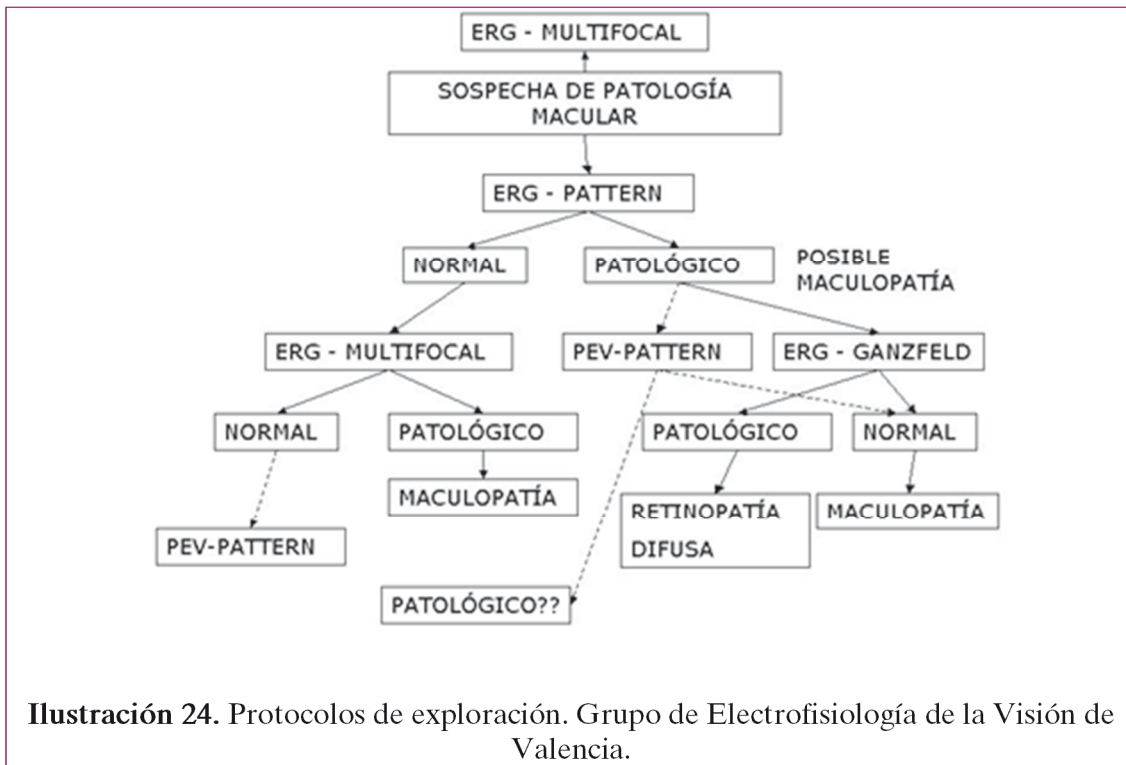 ERG - MULTIFOCAL
SOSPECHA DE PATOLOGÍA
MACULAR
ERG - PATTERN
NORMAL
PATOLÓGICO
POSIBLE
MACULOPATÍA
ERG - MULTIFOCAL
PEV-PATTERN
ERG - GANZFELD
NORMAL
PATOLÓGICO
PATOLÓGICO
NORMAL
MACULOPATÍA
RETINOPATÍA
DIFUSA
MACULOPATÍA
PEV-PATTERN
PATOLÓGICO??
Ilustración 24. Protocolos de exploración. Grupo de Electrofisiología de la Visión de
Valencia.